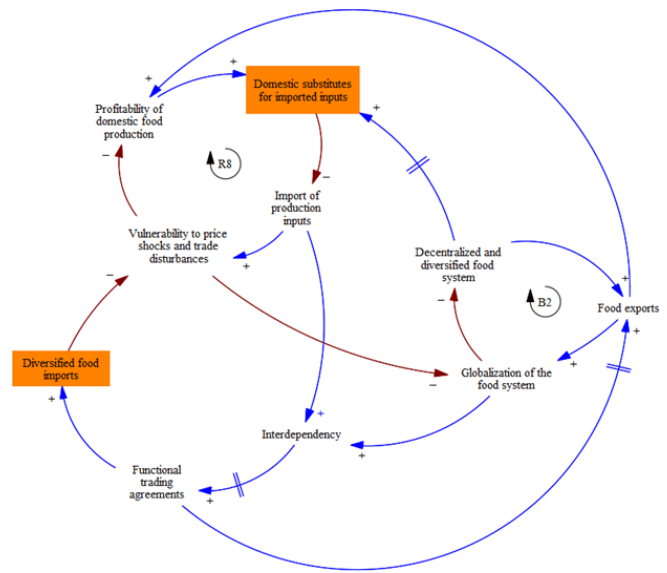 +
+
Domestic substitutes
for imported inputs
+
Profitability of
domestic food
production
R8
–
–
Import of
production
inputs
Vulnerability to price
shocks and trade
disturbances
+
Decentralized and
diversified food
system
–
B2
+
Food exports
+
–
+
Diversified food
imports
–
Globalization of the
food system
+
+
Interdependency
+
Functional
trading
agreements
+